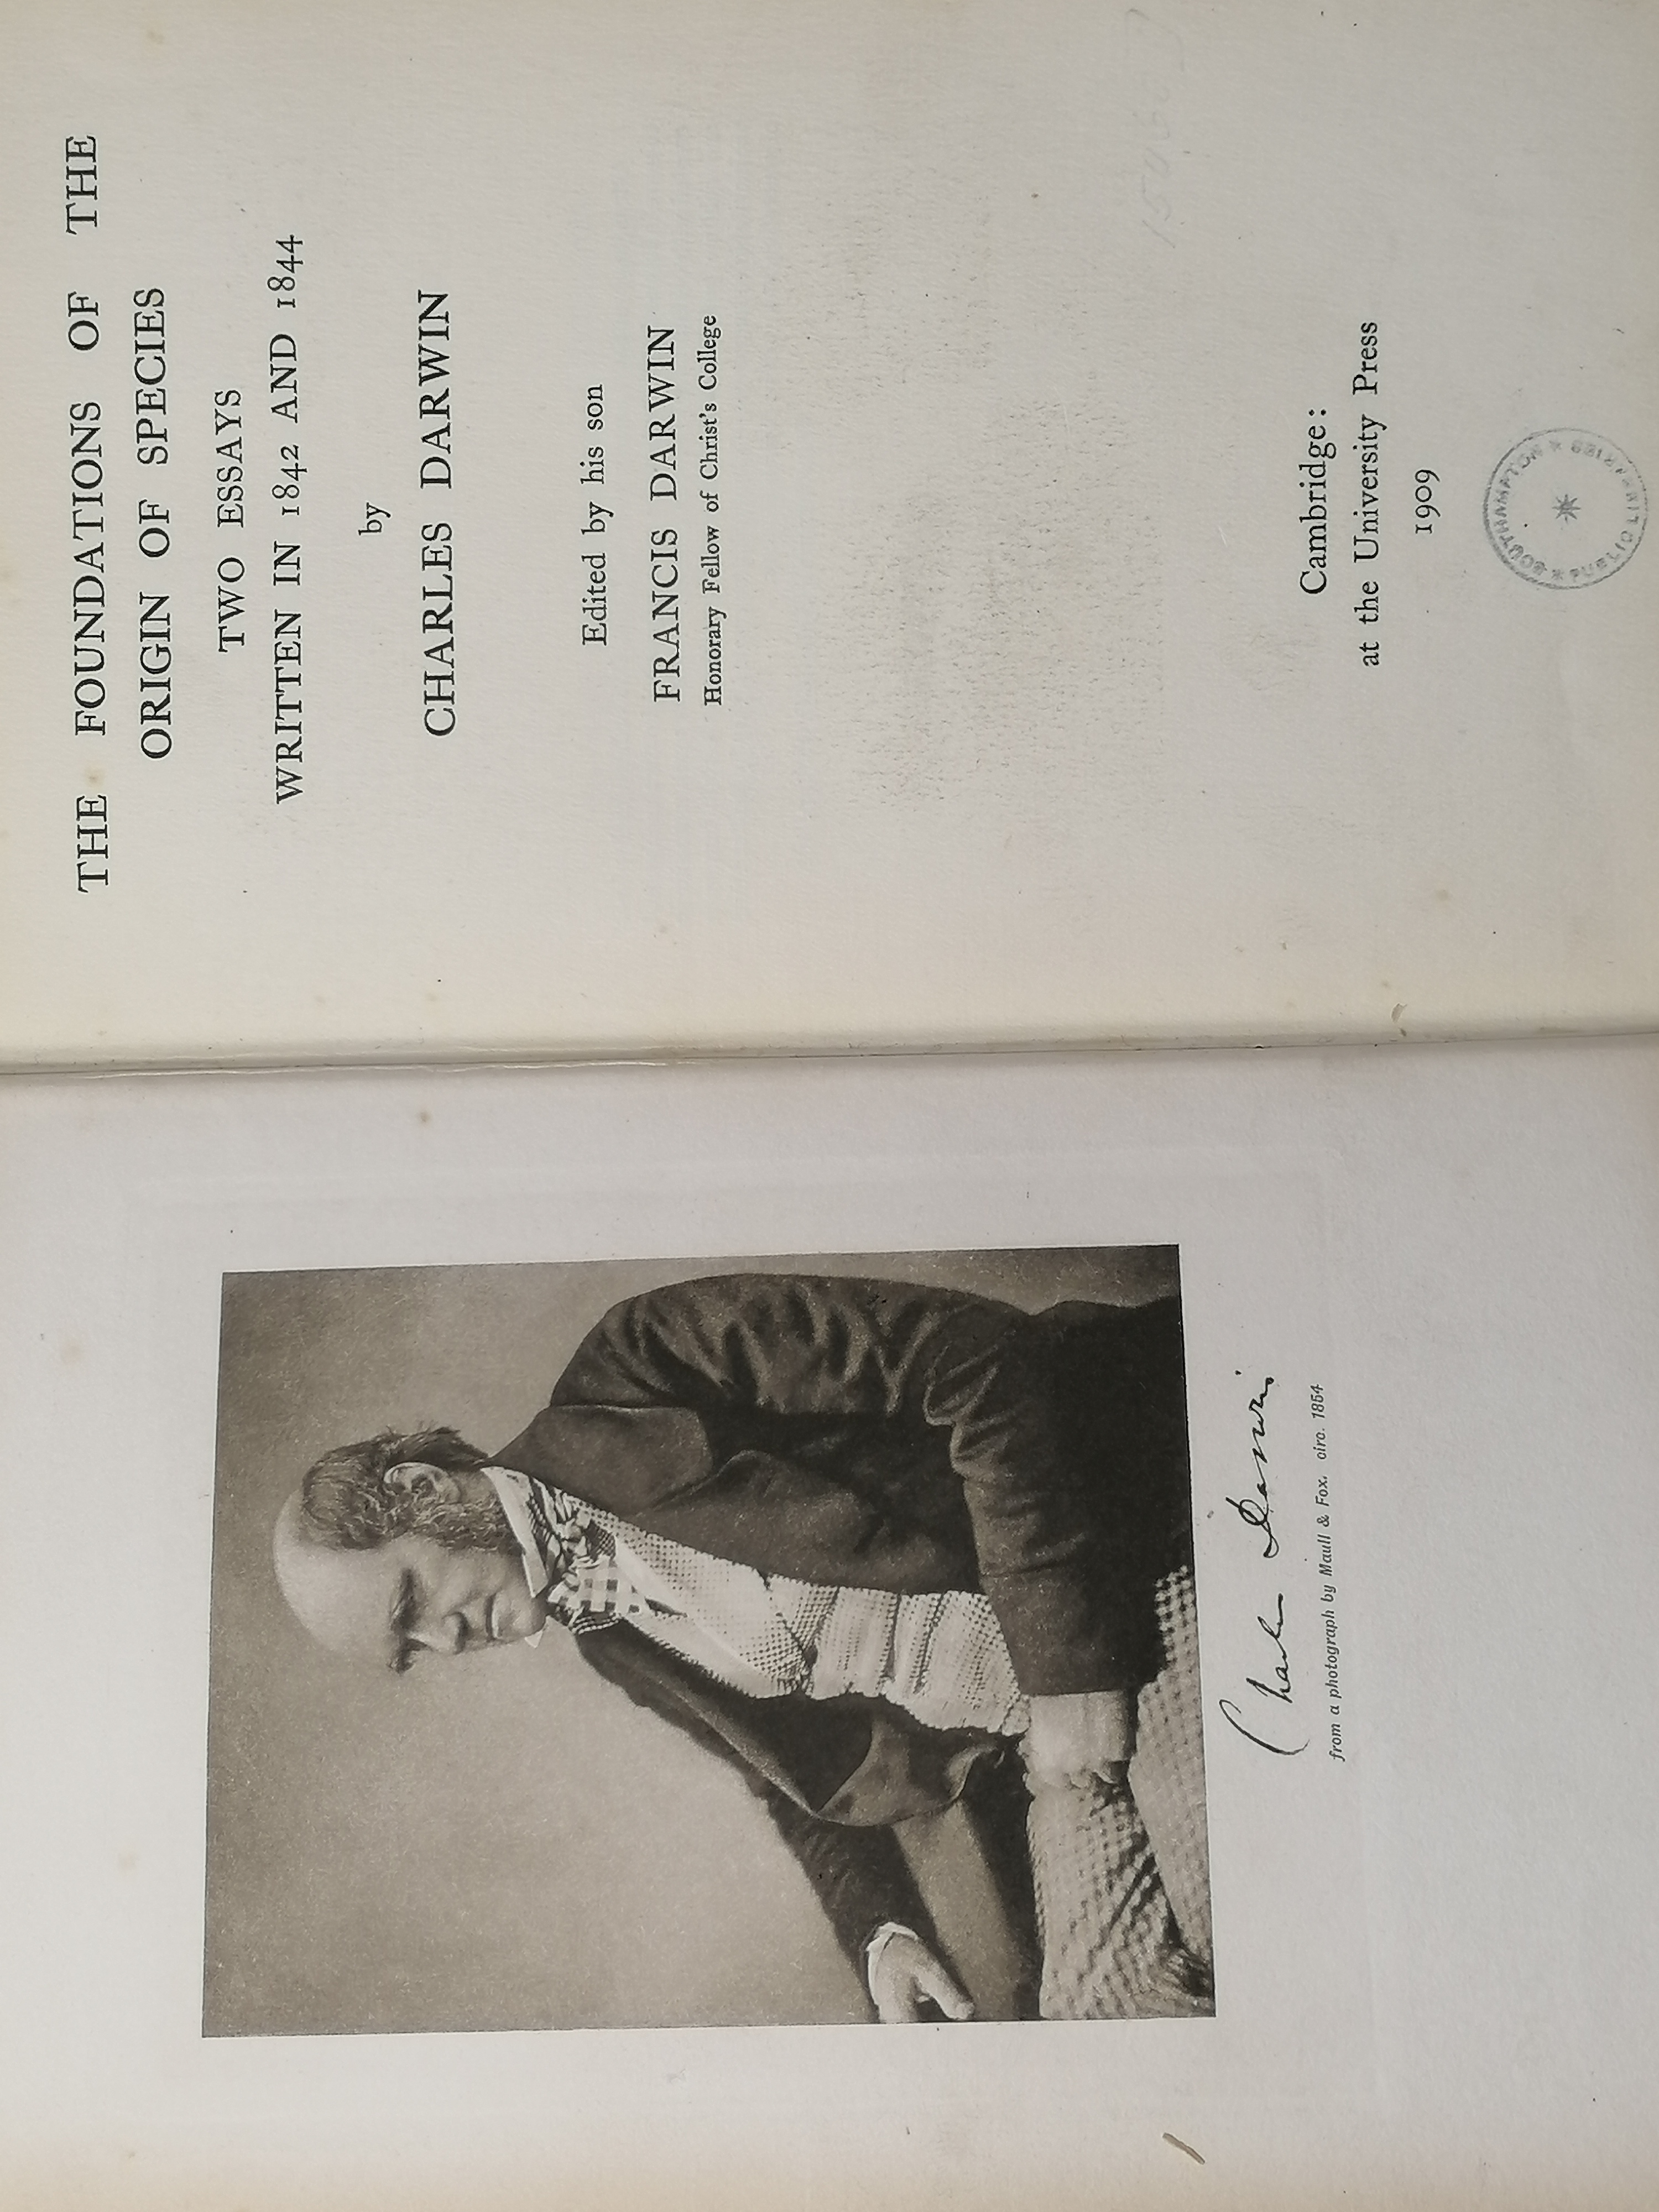 Charles Darwin
from a photograph by Maull & Fox, circ. 1854
THE FOUNDATIONS OF THE
ORIGIN OF SPECIES
TWO ESSAYS
WRITTEN IN 1842 AND 1844
by
CHARLES DARWIN
Edited by his son
FRANCIS DARWIN
Honorary Fellow of Christ's College
Cambridge:
at the University Press
1909
SOUTHAMPTON
PUBLIC LIBRARIES